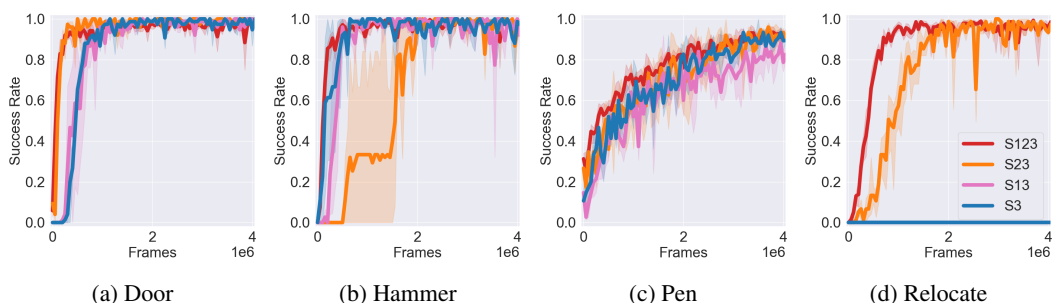 1.0
0.8
0.6
0.4
0.2
0.0
Success Rate
0
2
4
Frames
1e6
(a) Door
1.0
0.8
0.6
0.4
0.2
0.0
Success Rate
0
2
4
Frames
1e6
(b) Hammer
1.0
0.8
0.6
0.4
0.2
0.0
Success Rate
0
2
4
Frames
1e6
(c) Pen
1.0
0.8
0.6
0.4
0.2
0.0
Success Rate
S123
S23
S13
S3
0
2
4
Frames
1e6
(d) Relocate